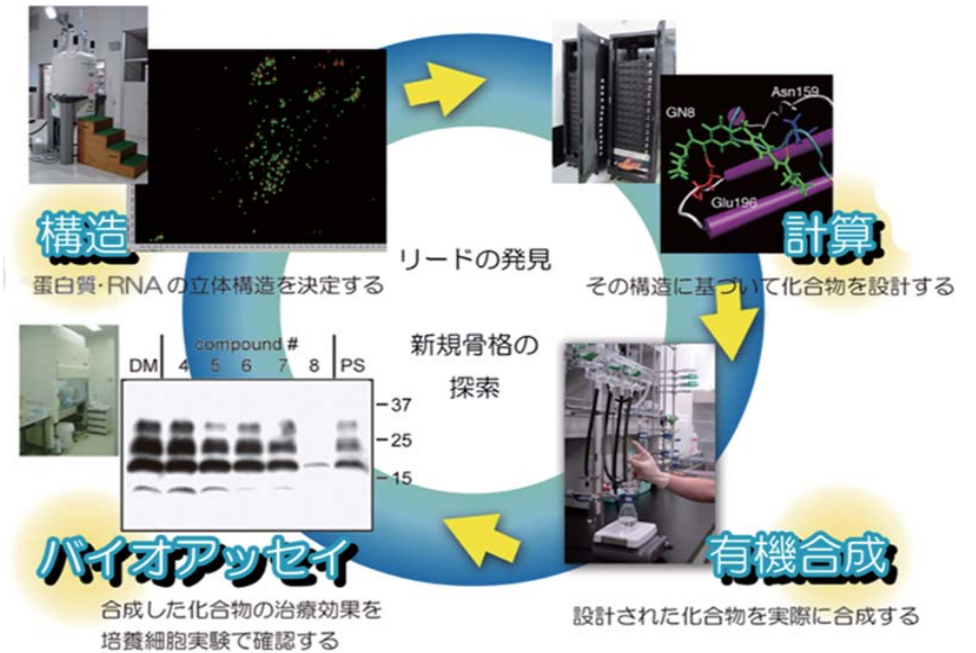 構造
蛋白質・RNAの立体構造を決定する
GN8
Asn159
Glu196
計算
その構造に基づいて化合物を設計する
リードの発見
新規骨格の
探索
compound #
DM 4 5 6 7 8 PS
37
25
15
バイオアッセイ
合成した化合物の治療効果を
培養細胞実験で確認する
有機合成
設計された化合物を実際に合成する